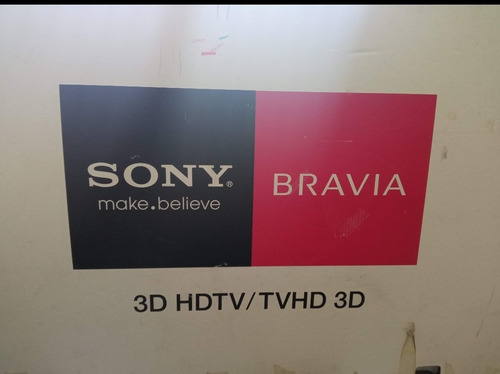 SONY®
make.believe
BRAVIA
3D HDTV/TVHD 3D